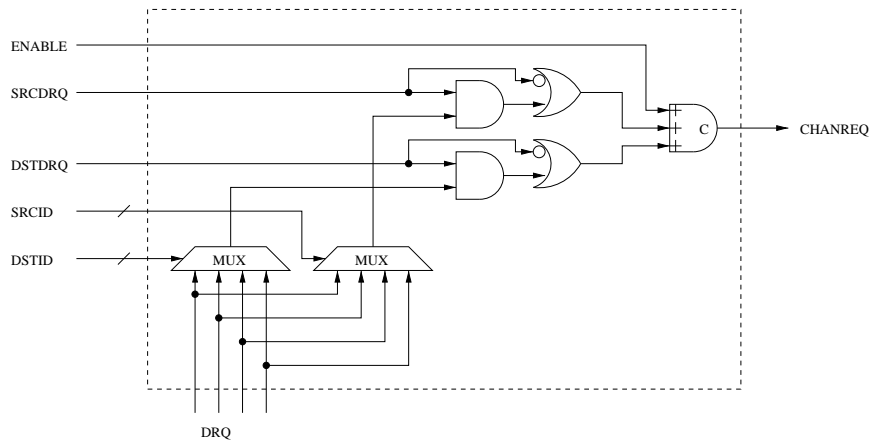 ENABLE
SRCDRQ
C
CHANREQ
DSTDRQ
SRCID
DSTID
MUX
MUX
DRQ